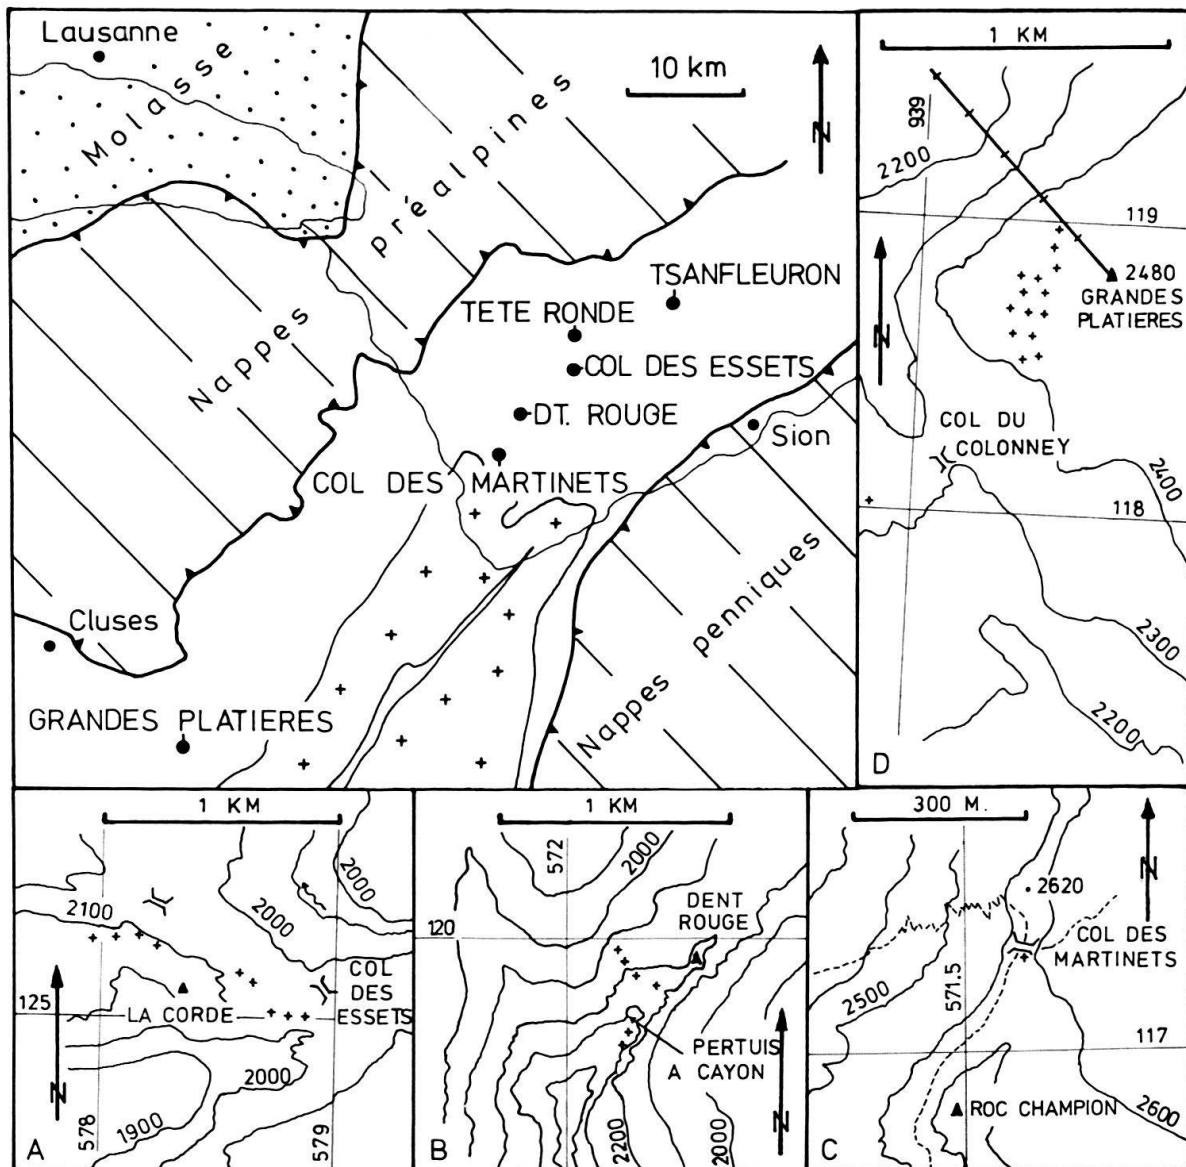 Lausanne
Molasse
Nappes préalpines
10 km
N
TSANFLEURON
TETE RONDE
COL DES ESSETS
DT. ROUGE
Sion
COL DES MARTINETS
Nappes penniques
Cluses
GRANDES PLATIERES
1 KM
939
2200
119
2480
GRANDES
PLATIERES
N
COL DU
COLONNEY
2400
118
2300
2200
D
1 KM
2000
2100
2000
COL
DES
ESSETS
125
LA CORDE
N
2000
578
1900
579
A
1 KM
572
2000
DENT
ROUGE
120
PERTUIS
A CAYON
N
2200
2000
B
300 M.
N
2620
COL DES
MARTINETS
2500
571.5
117
ROC CHAMPION
2600
C